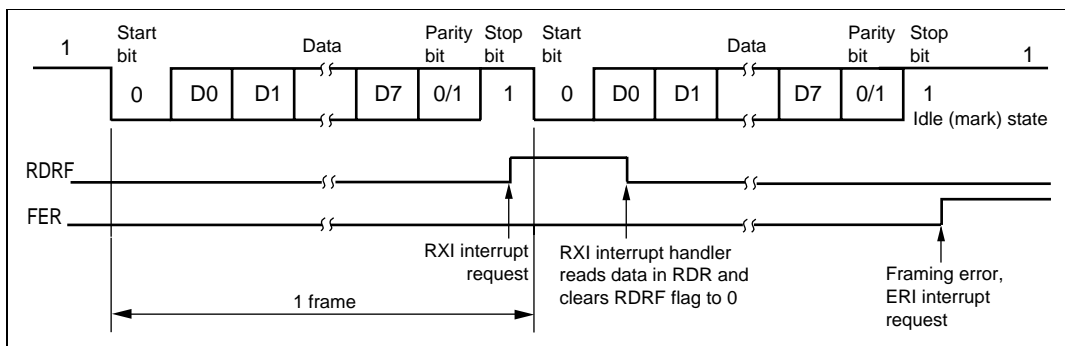 1
Start bit
Data
Parity bit
Stop bit
Start bit
Data
Parity bit
Stop bit
1
0 D0 D1 D7 0/1 1 0 D0 D1 D7 0/1 1
Idle (mark) state
RDRF
FER
RXI interrupt
request
RXI interrupt handler
reads data in RDR and
clears RDRF flag to 0
Framing error,
ERI interrupt
request
1 frame